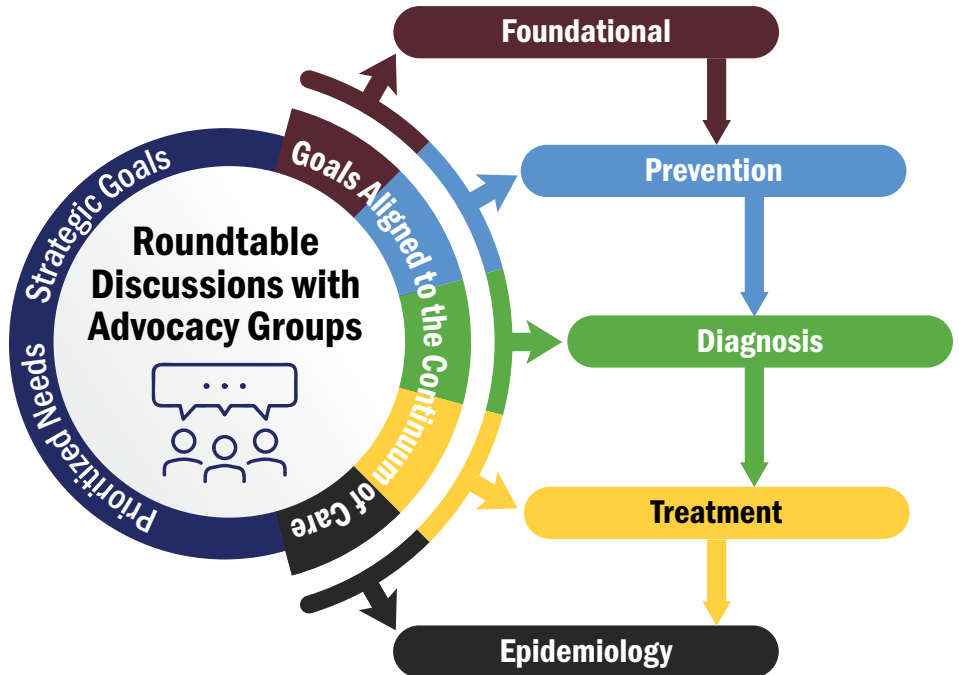 Foundational
Prevention
Diagnosis
Treatment
Epidemiology
Goals Aligned to the Continuum of Care
Strategic Goals
Prioritized Needs
Roundtable
Discussions with
Advocacy Groups